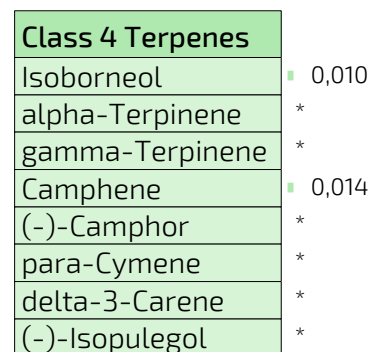 Class 4 Terpenes
Isoborneol 0,010
alpha-Terpinene *
gamma-Terpinene *
Camphene 0,014
(-)-Camphor *
para-Cymene *
delta-3-Carene *
(-)-Isopulegol *